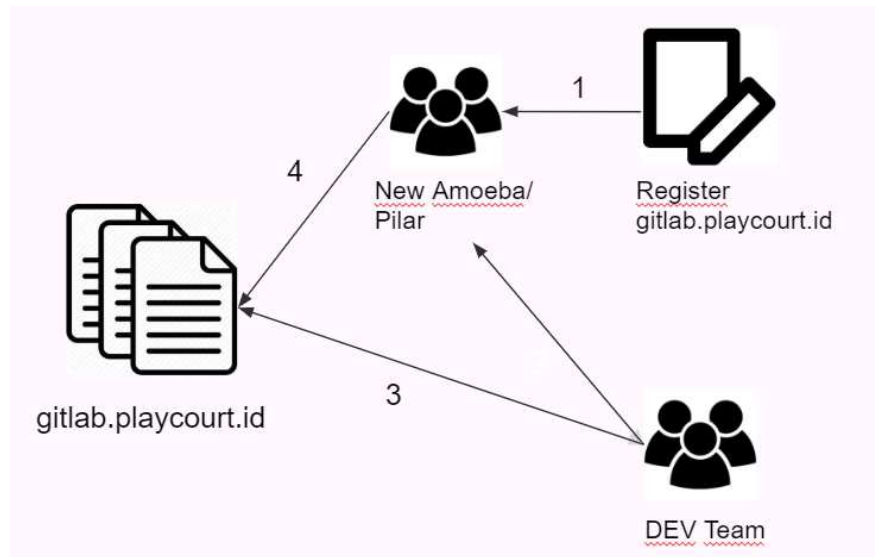 1
4
New Amoeba/
Pilar
Register
gitlab.playcourt.id
gitlab.playcourt.id
3
DEV Team